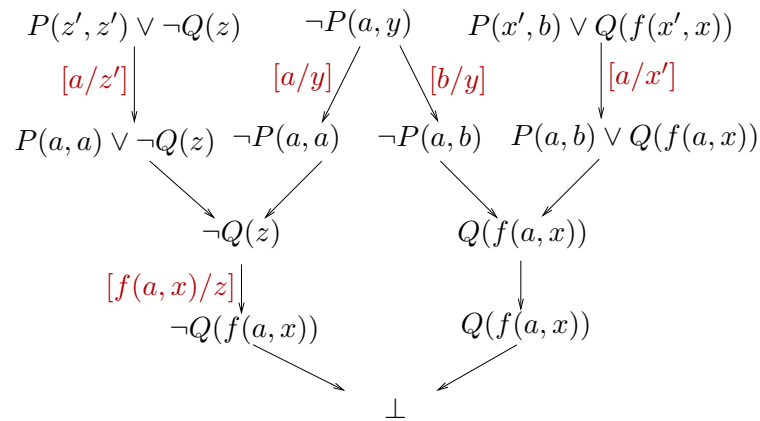 P(z′, z′) ∨ ¬Q(z) ¬P(a, y) P(x′, b) ∨ Q(f(x′, x))
[a/z′] [a/y] [b/y] [a/x′]
P(a, a) ∨ ¬Q(z) ¬P(a, a) ¬P(a, b) P(a, b) ∨ Q(f(a, x))
¬Q(z) Q(f(a, x))
[f(a, x)/z]
¬Q(f(a, x)) Q(f(a, x))
⊥